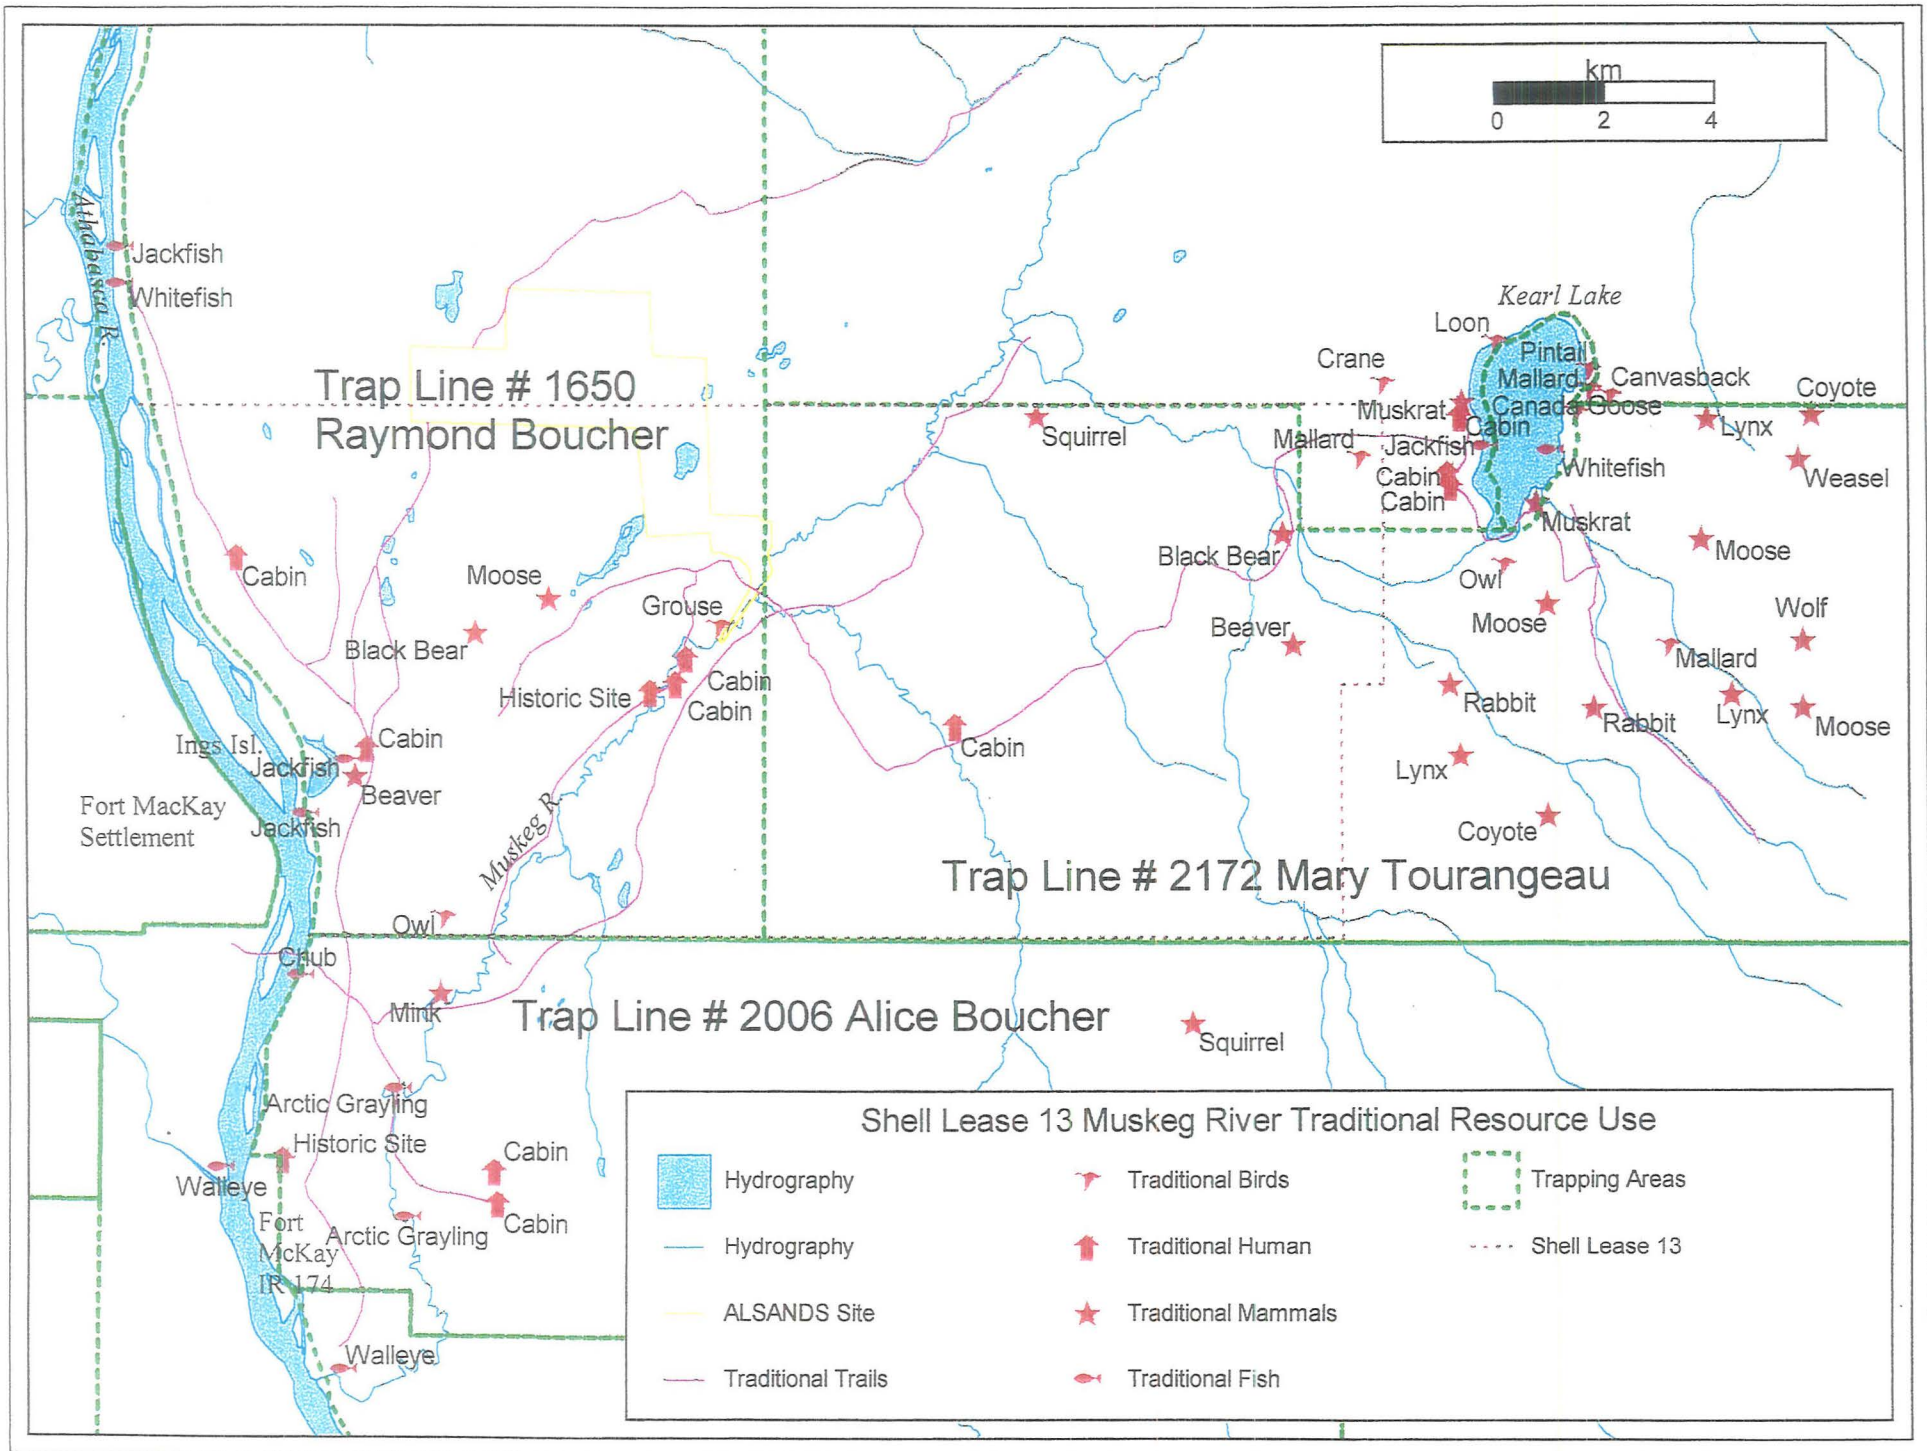 km
0 2 4
Athabasca R.
Jackfish
Whitefish
Kearl Lake
Loon
Crane
Pintail
Mallard
Canvasback
Coyote
Muskrat
Canada Goose
Cabin
Lynx
Trap Line # 1650
Raymond Boucher
Squirrel
Mallard
Jackfish
Whitefish
Cabin
Cabin
Weasel
Muskrat
Moose
Black Bear
Owl
Cabin
Moose
Grouse
Moose
Wolf
Beaver
Black Bear
Mallard
Historic Site
Cabin
Cabin
Rabbit
Rabbit
Lynx
Moose
Cabin
Ings Isl.
Cabin
Jackfish
Lynx
Beaver
Fort MacKay
Settlement
Jackfish
Muskeg R.
Coyote
Trap Line # 2172 Mary Tourangeau
Owl
Chub
Mink
Trap Line # 2006 Alice Boucher
Squirrel
Arctic Grayling
Historic Site
Cabin
Walleye
Cabin
Arctic Grayling
Fort
McKay
IR 174
Walleye
Shell Lease 13 Muskeg River Traditional Resource Use
Hydrography
Traditional Birds
Trapping Areas
Hydrography
Traditional Human
Shell Lease 13
ALSANDS Site
Traditional Mammals
Traditional Trails
Traditional Fish